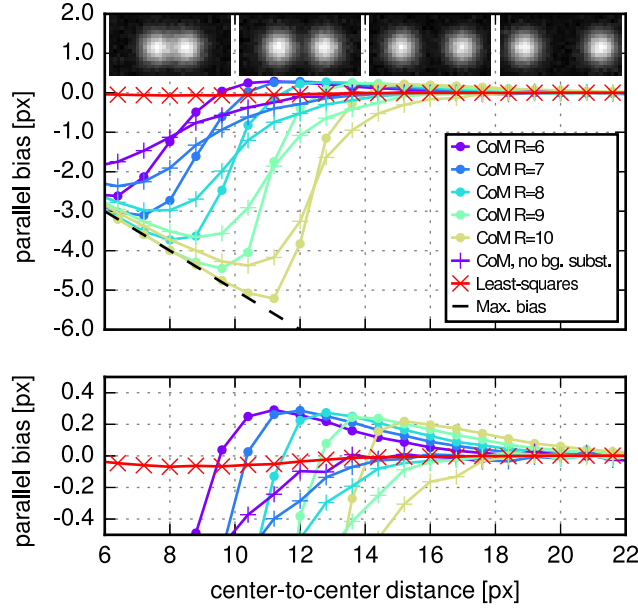 2.0
1.0
0.0
-1.0
-2.0
-3.0
-4.0
-5.0
-6.0
parallel bias [px]
CoM R=6
CoM R=7
CoM R=8
CoM R=9
CoM R=10
CoM, no bg. subst.
Least-squares
Max. bias
0.4
0.2
0.0
-0.2
-0.4
parallel bias [px]
6 8 10 12 14 16 18 20 22
center-to-center distance [px]